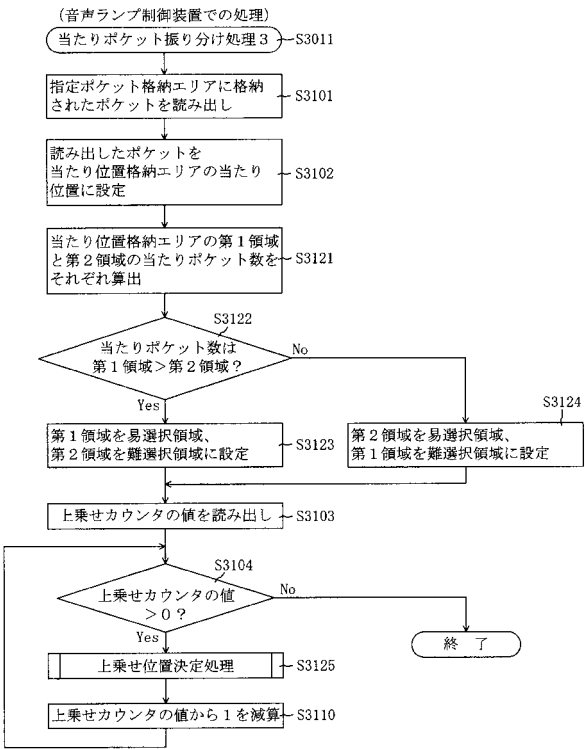 (音声ランプ制御装置での処理)
当たりポケット振り分け処理3
S3011
指定ポケット格納エリアに格納
されたポケットを読み出し
S3101
読み出したポケットを
当たり位置格納エリアの当たり
位置に設定
S3102
当たり位置格納エリアの第1領域
と第2領域の当たりポケット数を
それぞれ算出
S3121
S3122
当たりポケット数は
第1領域>第2領域?
No
Yes
第1領域を易選択領域、
第2領域を難選択領域に設定
S3123
S3124
第2領域を易選択領域、
第1領域を難選択領域に設定
上乗せカウンタの値を読み出し
S3103
S3104
上乗せカウンタの値
>0?
No
Yes
終 了
上乗せ位置決定処理
S3125
上乗せカウンタの値から1を減算
S3110